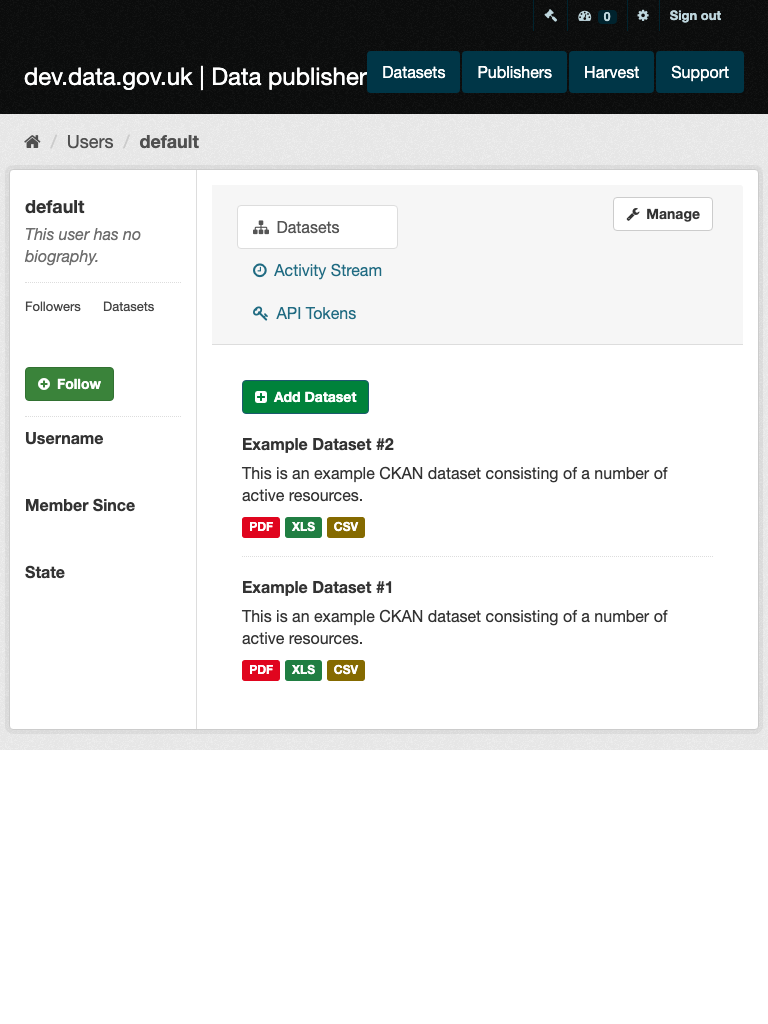 0
Sign out
dev.data.gov.uk | Data publisher
Datasets
Publishers
Harvest
Support
/ Users / default
default
This user has no
biography.
Followers
Datasets
Follow
Username
Member Since
State
Datasets
Manage
Activity Stream
API Tokens
Add Dataset
Example Dataset #2
This is an example CKAN dataset consisting of a number of
active resources.
PDF XLS CSV
Example Dataset #1
This is an example CKAN dataset consisting of a number of
active resources.
PDF XLS CSV